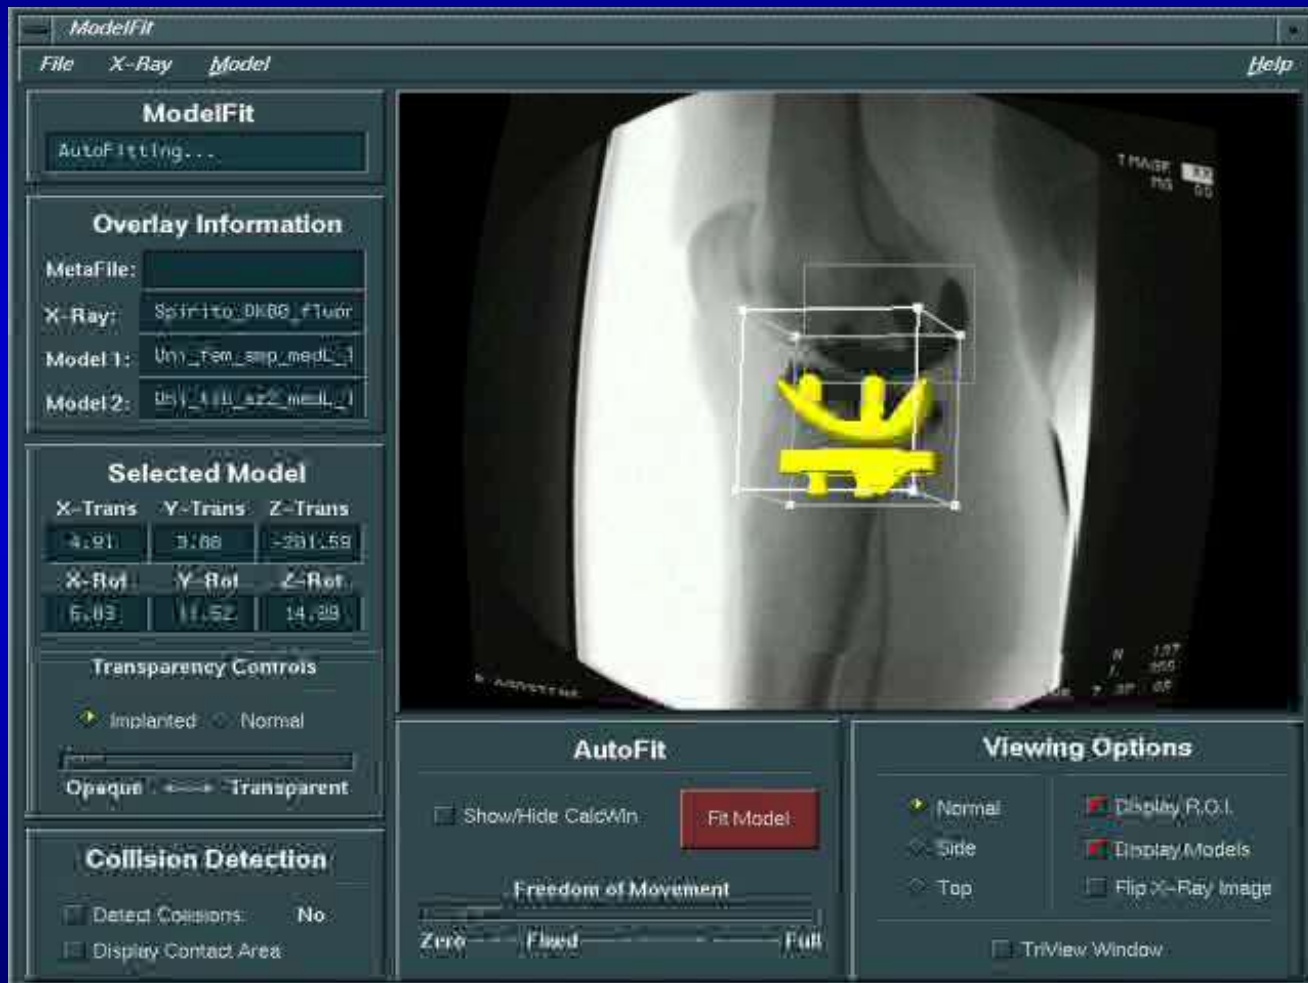 ModelFit
File X-Ray Model Help
ModelFit
AutoFitting...
Overlay Information
MetaFile:
X-Ray: Spirito_DKB0_fluor
Model 1: Uni_fem_smp_medL_
Model 2:
Selected Model
X-Trans Y-Trans Z-Trans
X-Rot Y-Rot Z-Rot
Transparency Controls
Implanted Normal
Opaque Transparent
Collision Detection
Detect Collisions: No
Display Contact Area
IMAGE
AutoFit
Show/Hide CalcWin Fit Model
Freedom of Movement
Zero Fixed Full
Viewing Options
Normal Display R.O.I.
Side Display Models
Top Flip X-Ray Image
TriView Window